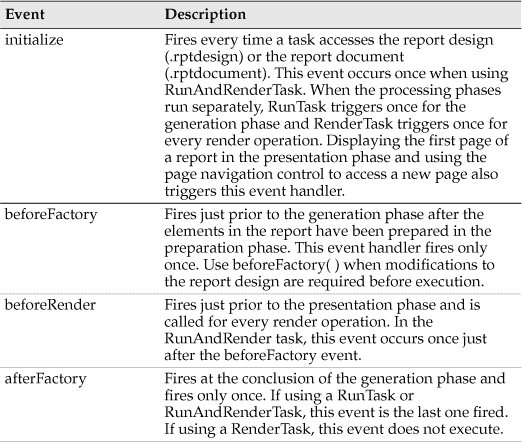 Event Description
initialize Fires every time a task accesses the report design
(.rptdesign) or the report document
(.rptdocument). This event occurs once when using
RunAndRenderTask. When the processing phases
run separately, RunTask triggers once for the
generation phase and RenderTask triggers once for
every render operation. Displaying the first page of
a report in the presentation phase and using the
page navigation control to access a new page also
triggers this event handler.
beforeFactory Fires just prior to the generation phase after the
elements in the report have been prepared in the
preparation phase. This event handler fires only
once. Use beforeFactory( ) when modifications to
the report design are required before execution.
beforeRender Fires just prior to the presentation phase and is
called for every render operation. In the
RunAndRender task, this event occurs once just
after the beforeFactory event.
afterFactory Fires at the conclusion of the generation phase and
fires only once. If using a RunTask or
RunAndRenderTask, this event is the last one fired.
If using a RenderTask, this event does not execute.